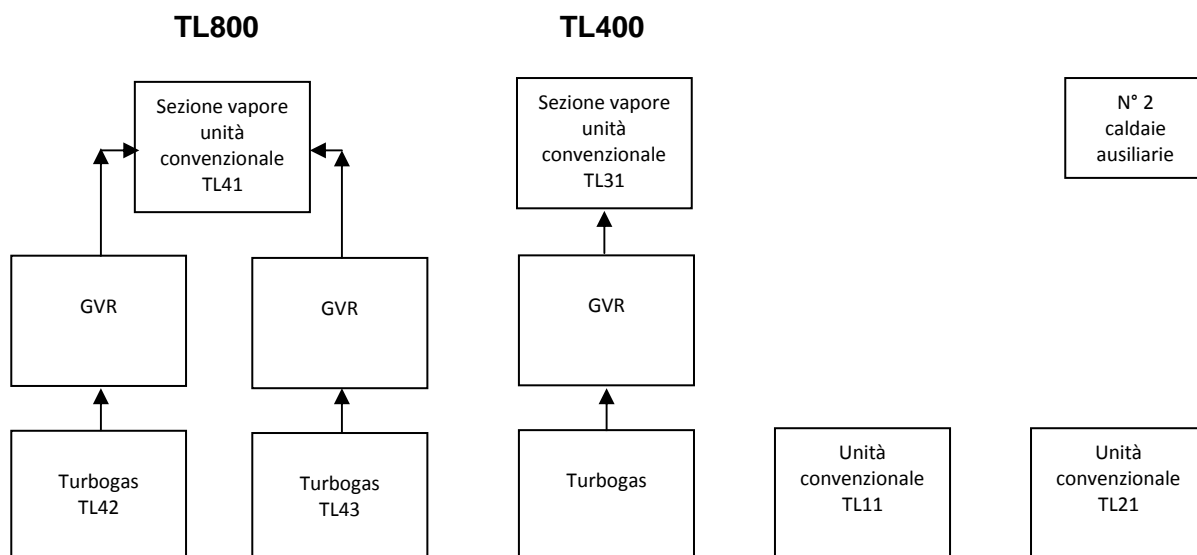 TL800
TL400
Sezione vapore
unità
convenzionale
TL41
Sezione vapore
unità
convenzionale
TL31
N° 2
caldaie
ausiliarie
GVR
GVR
GVR
Turbogas
TL42
Turbogas
TL43
Turbogas
Unità
convenzionale
TL11
Unità
convenzionale
TL21